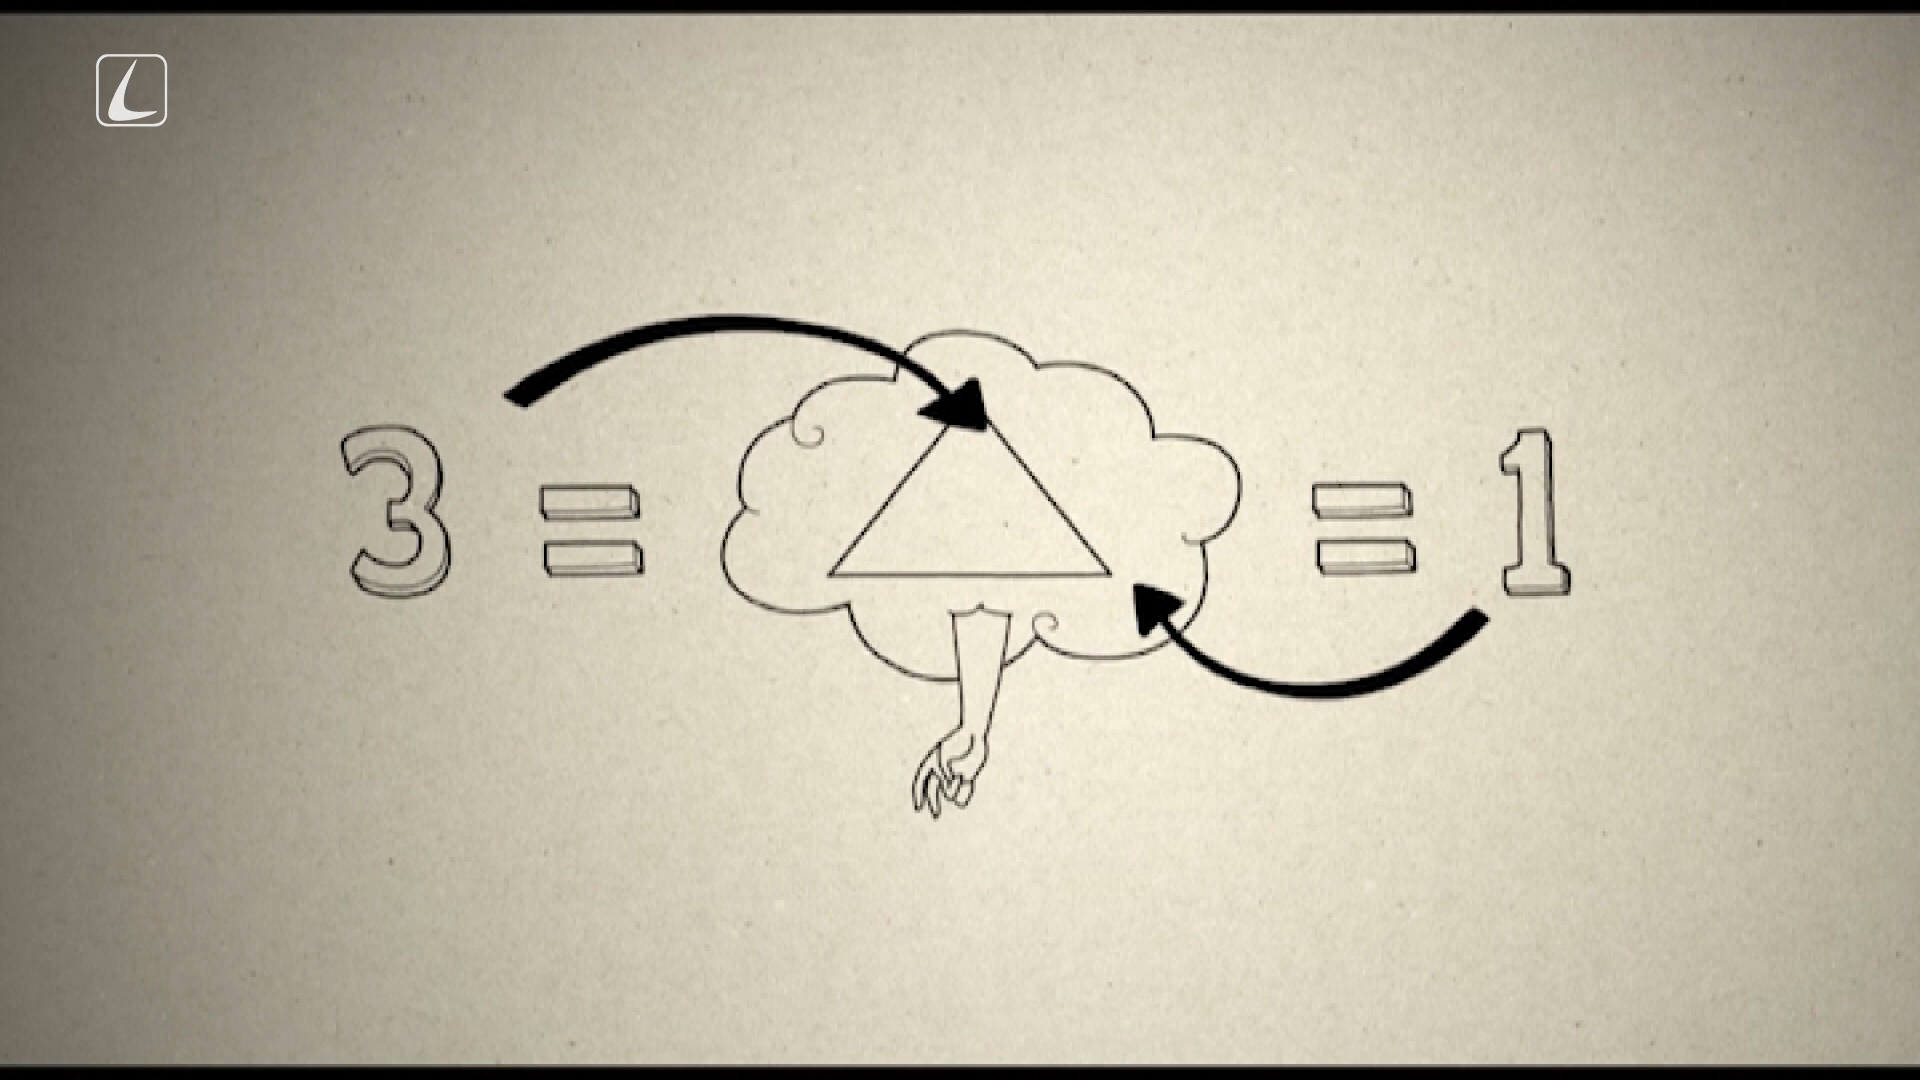 3 = = 1